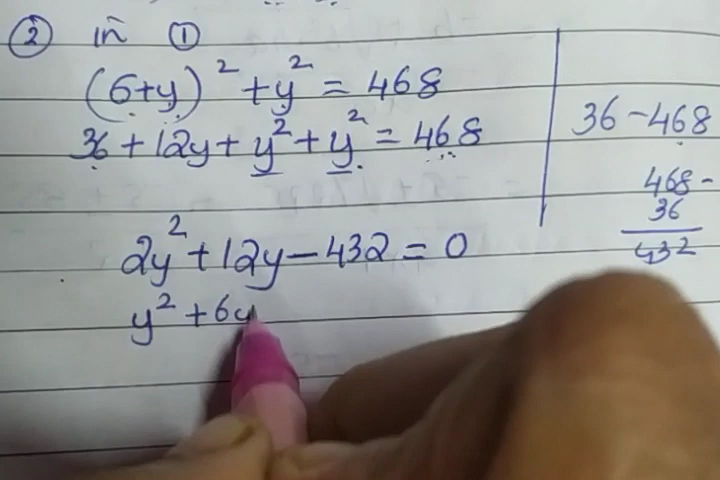 ② in ①
(6+y)² + y² = 468
36 + 12y + y² + y² = 468
2y² + 12y - 432 = 0
y² + 6y
36 - 468
468 -
36
432